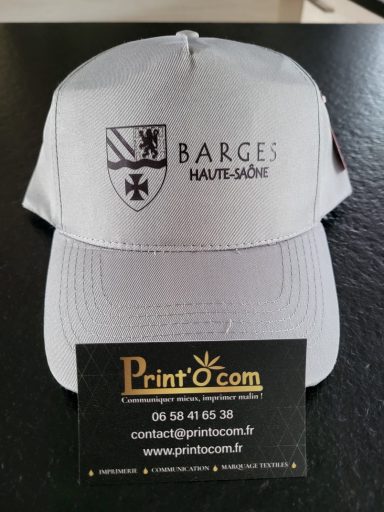 BARGES
HAUTE-SAÔNE
Print'O com
Communiquer mieux, imprimer malin !
06 58 41 65 38
contact@printocom.fr
www.printocom.fr
IMPRIMERIE COMMUNICATION MARQUAGE TEXTILES